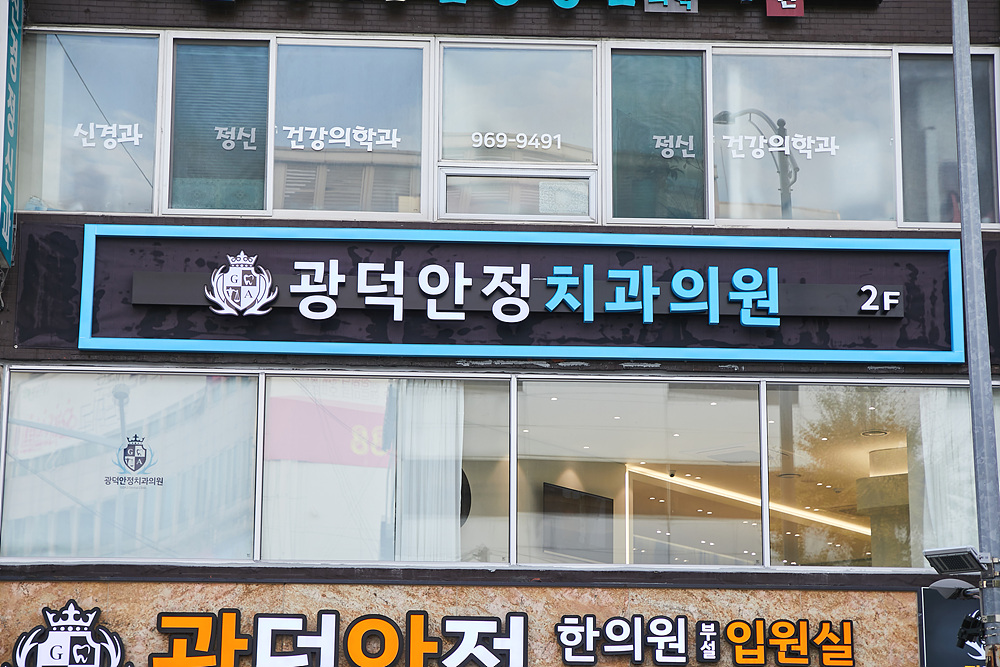 신경과 정신 건강의학과 969-9491 정신 건강의학과
G A 광덕안정치과의원 2F
88
G A
광덕안정치과의원
G 광덕안정 한의원 부설 입원실